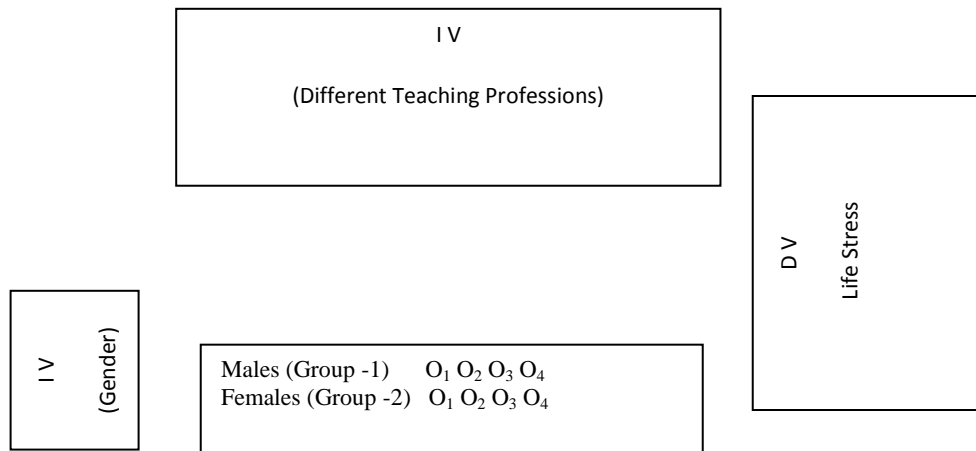 I V
(Different Teaching Professions)
D V
Life Stress
I V
(Gender)
Males (Group -1) O₁ O₂ O₃ O₄
Females (Group -2) O₁ O₂ O₃ O₄